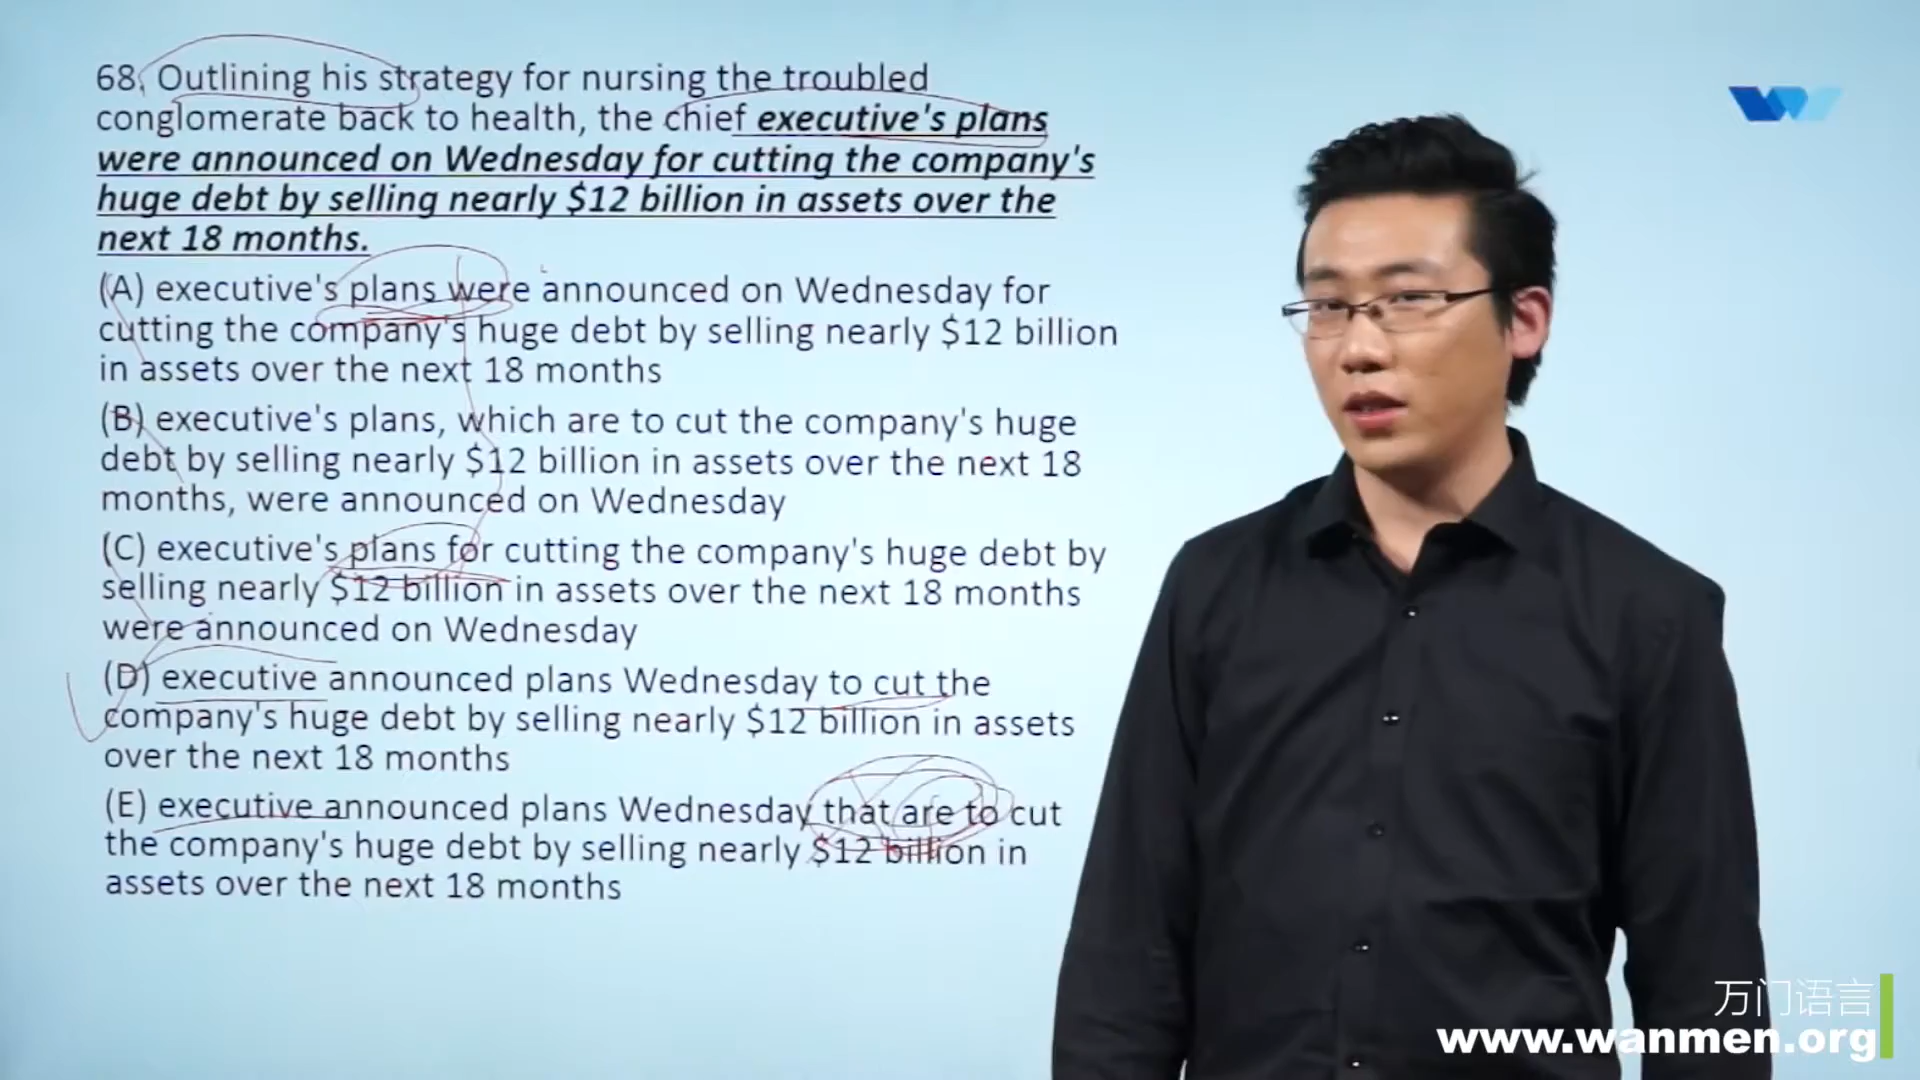 68. Outlining his strategy for nursing the troubled
conglomerate back to health, the chief executive's plans
were announced on Wednesday for cutting the company's
huge debt by selling nearly $12 billion in assets over the
next 18 months.
(A) executive's plans were announced on Wednesday for
cutting the company's huge debt by selling nearly $12 billion
in assets over the next 18 months
(B) executive's plans, which are to cut the company's huge
debt by selling nearly $12 billion in assets over the next 18
months, were announced on Wednesday
(C) executive's plans for cutting the company's huge debt by
selling nearly $12 billion in assets over the next 18 months
were announced on Wednesday
(D) executive announced plans Wednesday to cut the
company's huge debt by selling nearly $12 billion in assets
over the next 18 months
(E) executive announced plans Wednesday that are to cut
the company's huge debt by selling nearly $12 billion in
assets over the next 18 months
万门语言
www.wanmen.org